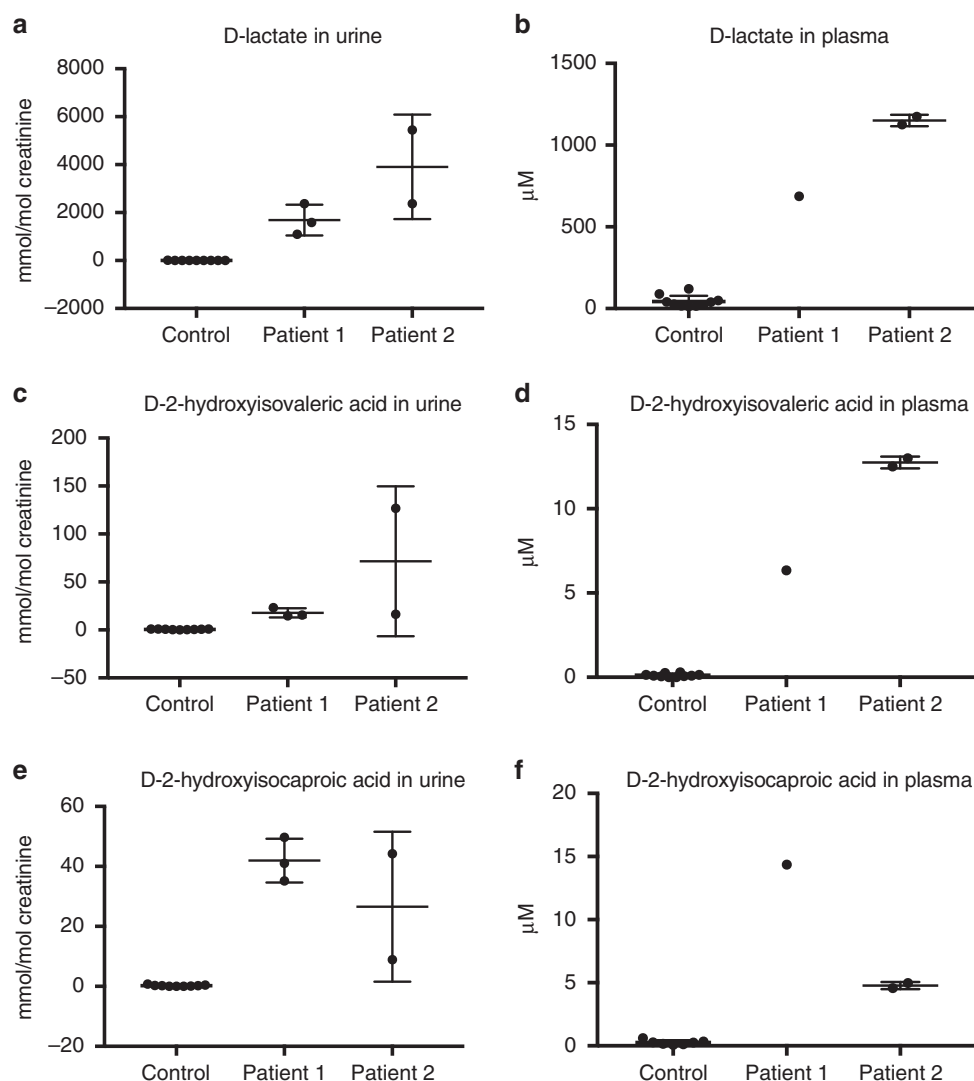 a
D-lactate in urine
mmol/mol creatinine
8000
6000
4000
2000
0
–2000
Control
Patient 1
Patient 2
b
D-lactate in plasma
μM
1500
1000
500
0
Control
Patient 1
Patient 2
c
D-2-hydroxyisovaleric acid in urine
mmol/mol creatinine
200
150
100
50
0
–50
Control
Patient 1
Patient 2
d
D-2-hydroxyisovaleric acid in plasma
μM
15
10
5
0
Control
Patient 1
Patient 2
e
D-2-hydroxyisocaproic acid in urine
mmol/mol creatinine
60
40
20
0
–20
Control
Patient 1
Patient 2
f
D-2-hydroxyisocaproic acid in plasma
μM
20
15
10
5
0
Control
Patient 1
Patient 2